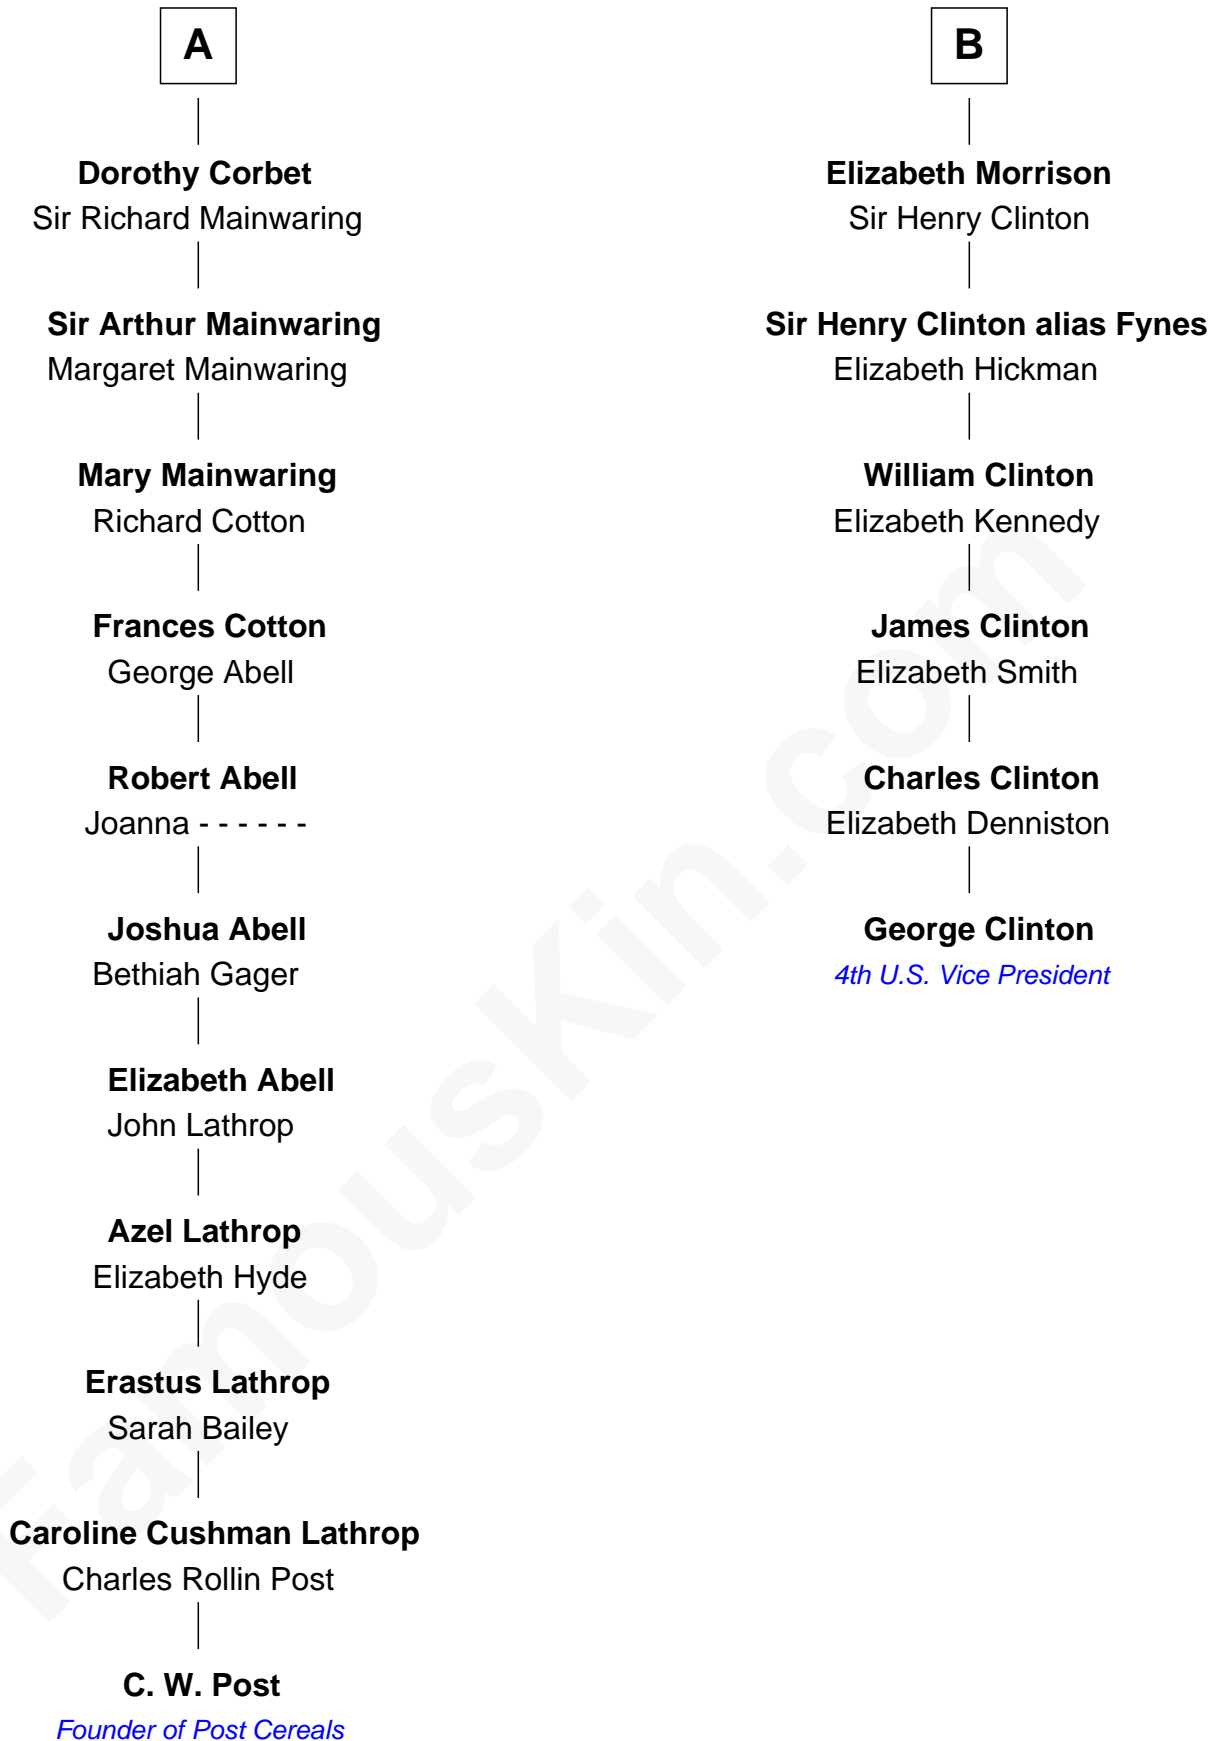 A
Dorothy Corbet
Sir Richard Mainwaring
Sir Arthur Mainwaring
Margaret Mainwaring
Mary Mainwaring
Richard Cotton
Frances Cotton
George Abell
Robert Abell
Joanna - - - - - -
Joshua Abell
Bethiah Gager
Elizabeth Abell
John Lathrop
Azel Lathrop
Elizabeth Hyde
Erastus Lathrop
Sarah Bailey
Caroline Cushman Lathrop
Charles Rollin Post
C. W. Post
Founder of Post Cereals
B
Elizabeth Morrison
Sir Henry Clinton
Sir Henry Clinton alias Fynes
Elizabeth Hickman
William Clinton
Elizabeth Kennedy
James Clinton
Elizabeth Smith
Charles Clinton
Elizabeth Denniston
George Clinton
4th U.S. Vice President
FamousKin.com